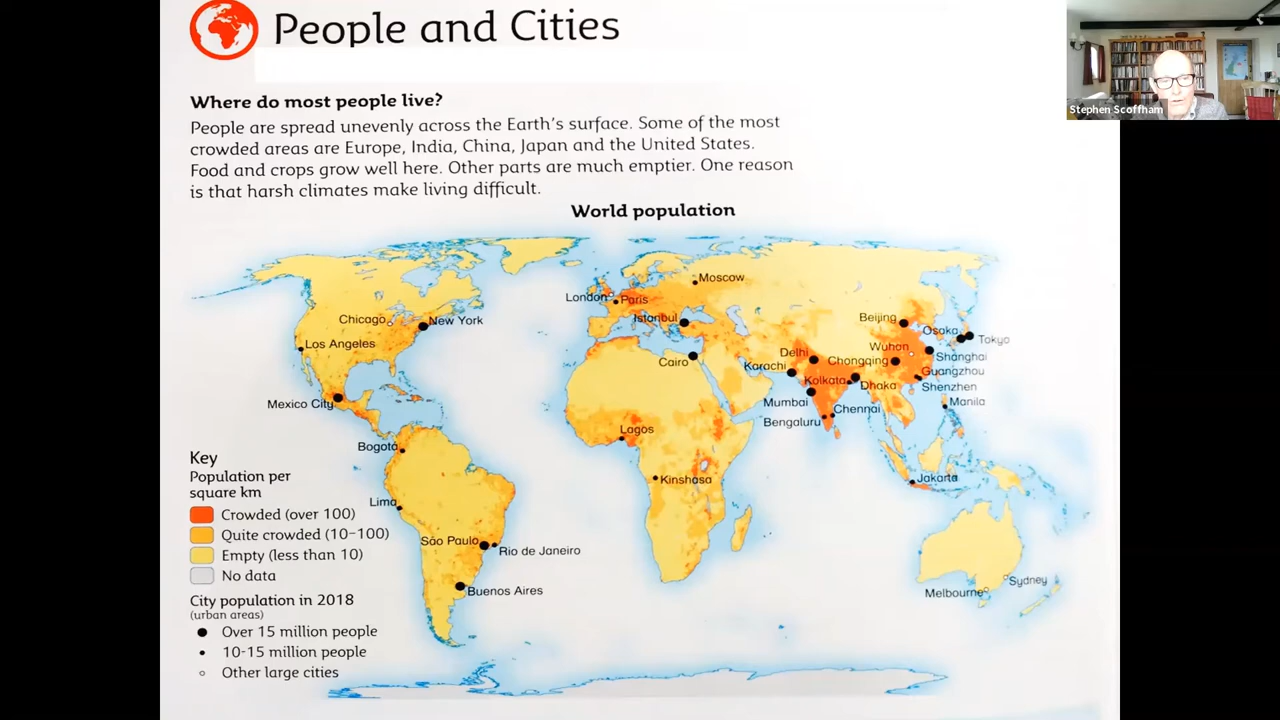 People and Cities
Stephen Scoffham
Where do most people live?
People are spread unevenly across the Earth's surface. Some of the most
crowded areas are Europe, India, China, Japan and the United States.
Food and crops grow well here. Other parts are much emptier. One reason
is that harsh climates make living difficult.
World population
Moscow
London
Paris
Istanbul
Chicago
New York
Los Angeles
Mexico City
Cairo
Karachi
Delhi
Beijing
Osaka
Tokyo
Wuhan
Chongqing
Shanghai
Guangzhou
Shenzhen
Kolkata
Dhaka
Mumbai
Chennai
Bengaluru
Manila
Lagos
Bogotá
Kinshasa
Jakarta
Lima
São Paulo
Rio de Janeiro
Buenos Aires
Sydney
Melbourne
Key
Population per
square km
Crowded (over 100)
Quite crowded (10-100)
Empty (less than 10)
No data
City population in 2018
(urban areas)
Over 15 million people
10-15 million people
Other large cities